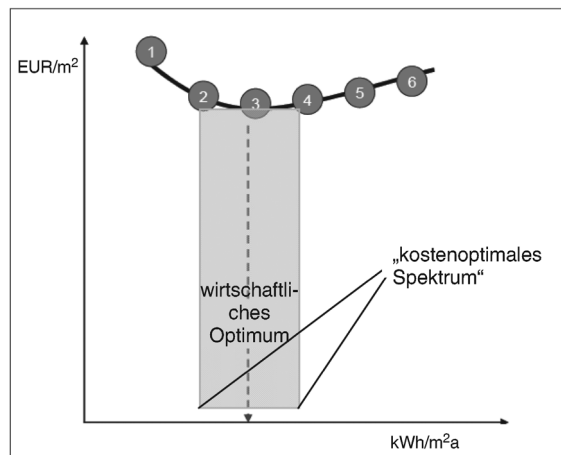 EUR/m²
1
2
3
4
5
6
„kostenoptimales
Spektrum“
wirtschaftli-
ches
Optimum
kWh/m²a